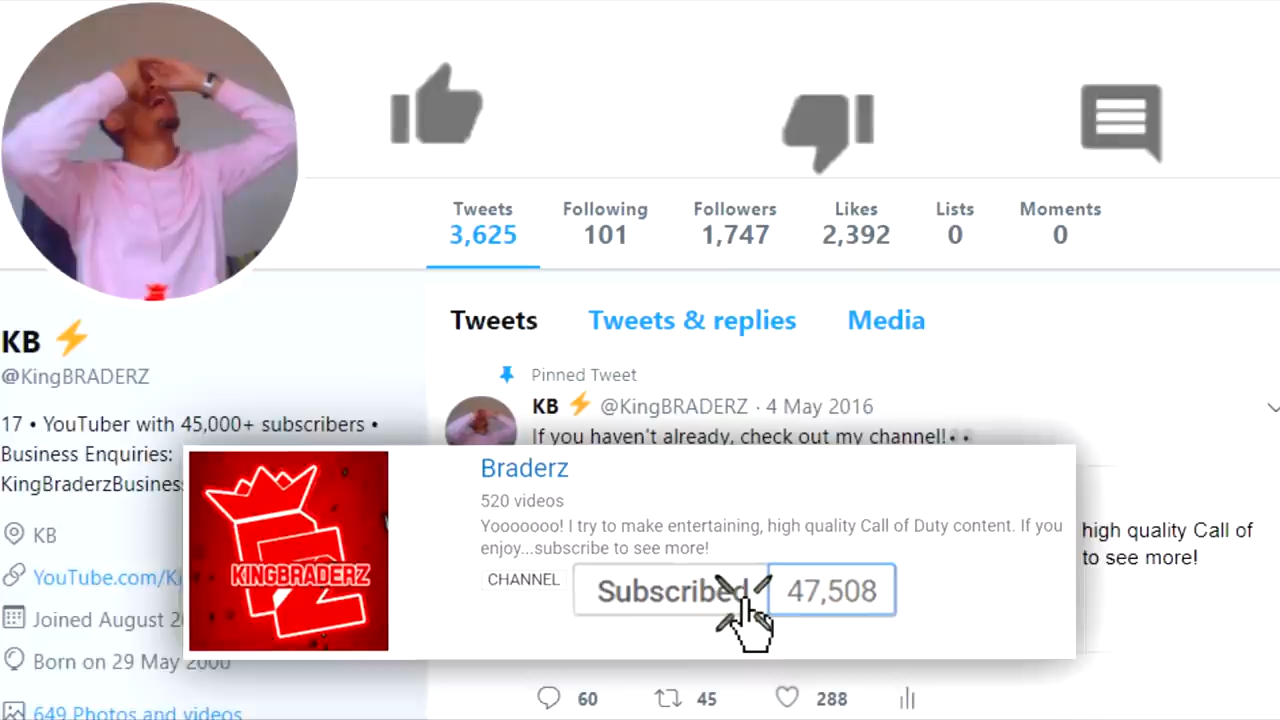 Tweets Following Followers Likes Lists Moments
3,625 101 1,747 2,392 0 0
Tweets Tweets & replies Media
Pinned Tweet
KB ⚡ @KingBRADERZ · 4 May 2016
If you haven't already, check out my channel!
KB ⚡
@KingBRADERZ
17 • YouTuber with 45,000+ subscribers •
Business Enquiries:
KingBraderzBusiness
KB
YouTube.com/K
Joined August 2
Born on 29 May 2000
649 Photos and videos
KINGBRADERZ
Braderz
520 videos
Yooooooo! I try to make entertaining, high quality Call of Duty content. If you
enjoy...subscribe to see more!
CHANNEL Subscribed 47,508
high quality Call of
to see more!
60 45 288